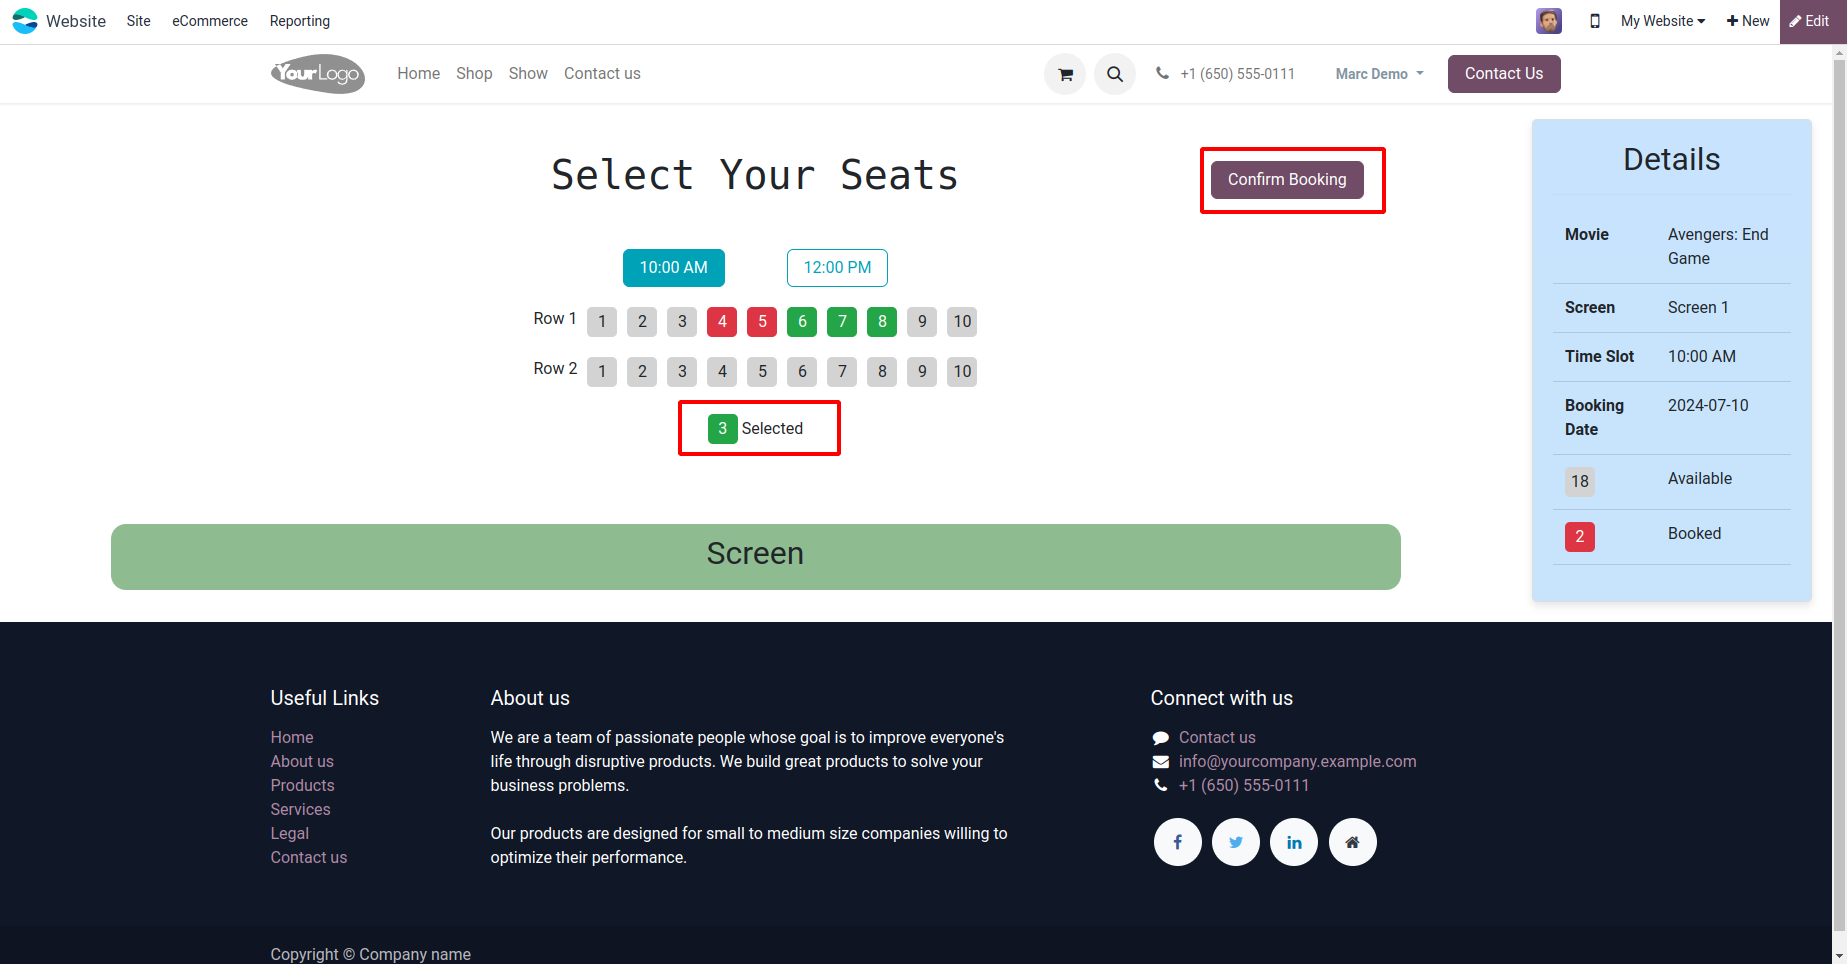 Website Site eCommerce Reporting My Website + New Edit
YourLogo Home Shop Show Contact us +1 (650) 555-0111 Marc Demo Contact Us
Select Your Seats
Confirm Booking
10:00 AM 12:00 PM
Row 1 1 2 3 4 5 6 7 8 9 10
Row 2 1 2 3 4 5 6 7 8 9 10
3 Selected
Screen
Details
Movie Avengers: End
Game
Screen Screen 1
Time Slot 10:00 AM
Booking 2024-07-10
Date
18 Available
2 Booked
Useful Links
Home
About us
Products
Services
Legal
Contact us
About us
We are a team of passionate people whose goal is to improve everyone's
life through disruptive products. We build great products to solve your
business problems.
Our products are designed for small to medium size companies willing to
optimize their performance.
Connect with us
Contact us
info@yourcompany.example.com
+1 (650) 555-0111
Copyright © Company name